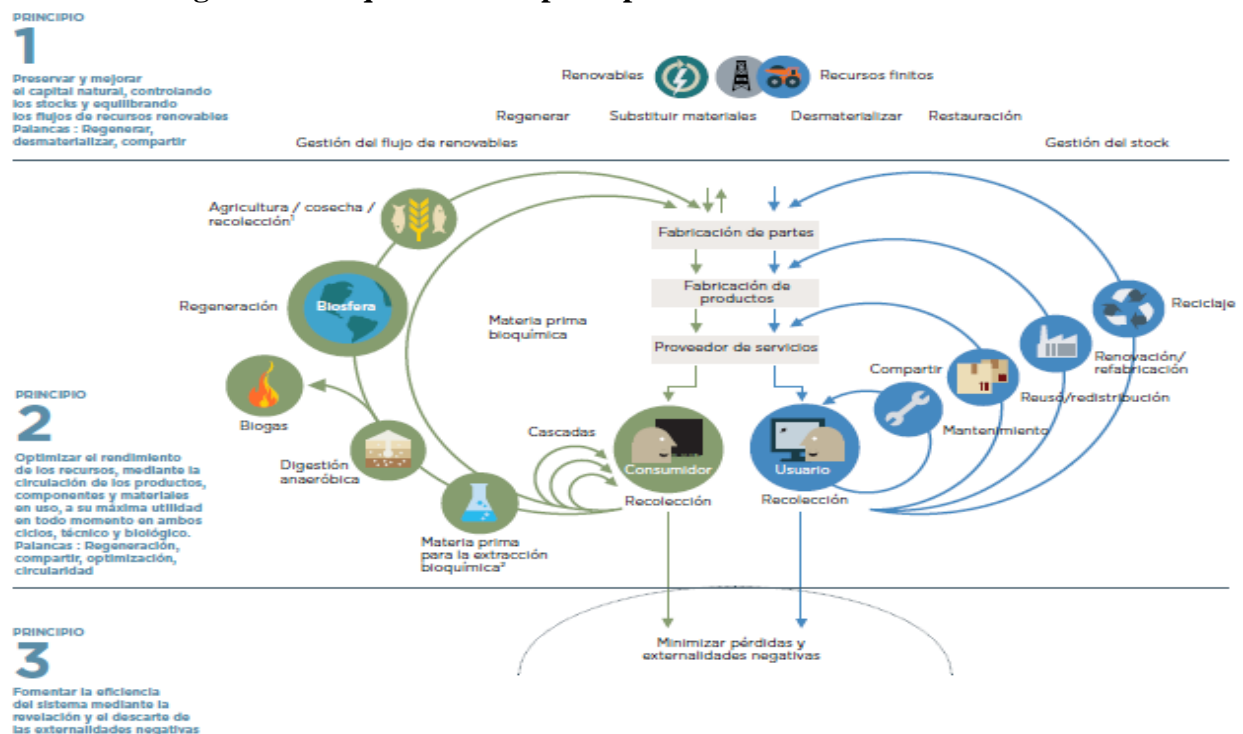 PRINCIPIO
1
Preservar y mejorar
el capital natural, controlando
los stocks y equilibrando
los flujos de recursos renovables
Palancas : Regenerar,
desmaterializar, compartir
Renovables
Recursos finitos
Regenerar
Substituir materiales
Desmaterializar
Restauración
Gestión del flujo de renovables
Gestión del stock
Agricultura / cosecha /
recolección¹
Regeneración
Biosfera
Biogas
Digestión
anaeróbica
Materia prima
para la extracción
bioquímica²
Materia prima
bioquímica
Cascadas
Fabricación de partes
Fabricación de
productos
Proveedor de servicios
Consumidor
Recolección
Usuario
Recolección
Compartir
Mantenimiento
Reuso/redistribución
Renovación/
refabricación
Reciclaje
PRINCIPIO
2
Optimizar el rendimiento
de los recursos, mediante la
circulación de los productos,
componentes y materiales
en uso, a su máxima utilidad
en todo momento en ambos
ciclos, técnico y biológico.
Palancas : Regeneración,
compartir, optimización,
circularidad
Minimizar pérdidas y
externalidades negativas
PRINCIPIO
3
Fomentar la eficiencia
del sistema mediante la
revelación y el descarte de
las externalidades negativas